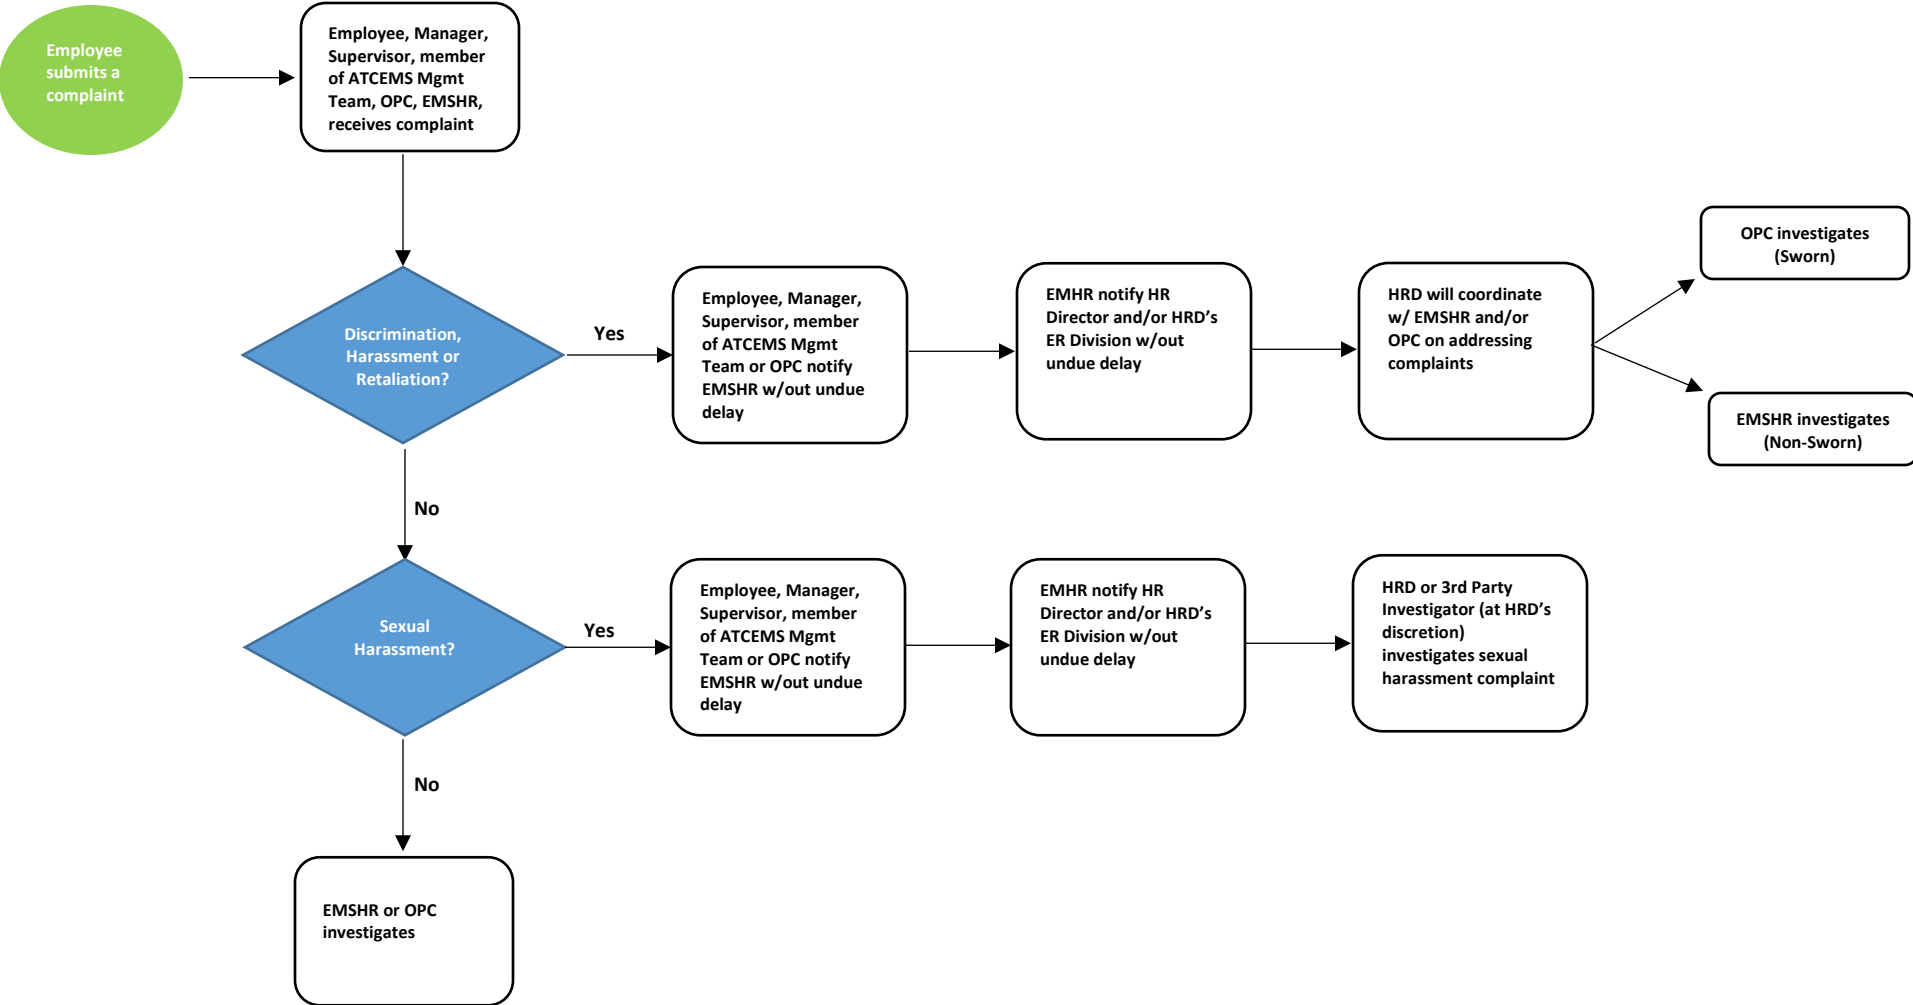 Employee
submits a
complaint
Employee, Manager,
Supervisor, member
of ATCEMS Mgmt
Team, OPC, EMSHR,
receives complaint
Discrimination,
Harassment or
Retaliation?
Yes
Employee, Manager,
Supervisor, member
of ATCEMS Mgmt
Team or OPC notify
EMSHR w/out undue
delay
EMHR notify HR
Director and/or HRD’s
ER Division w/out
undue delay
HRD will coordinate
w/ EMSHR and/or
OPC on addressing
complaints
OPC investigates
(Sworn)
EMSHR investigates
(Non-Sworn)
No
Sexual
Harassment?
Yes
Employee, Manager,
Supervisor, member
of ATCEMS Mgmt
Team or OPC notify
EMSHR w/out undue
delay
EMHR notify HR
Director and/or HRD’s
ER Division w/out
undue delay
HRD or 3rd Party
Investigator (at HRD’s
discretion)
investigates sexual
harassment complaint
No
EMSHR or OPC
investigates